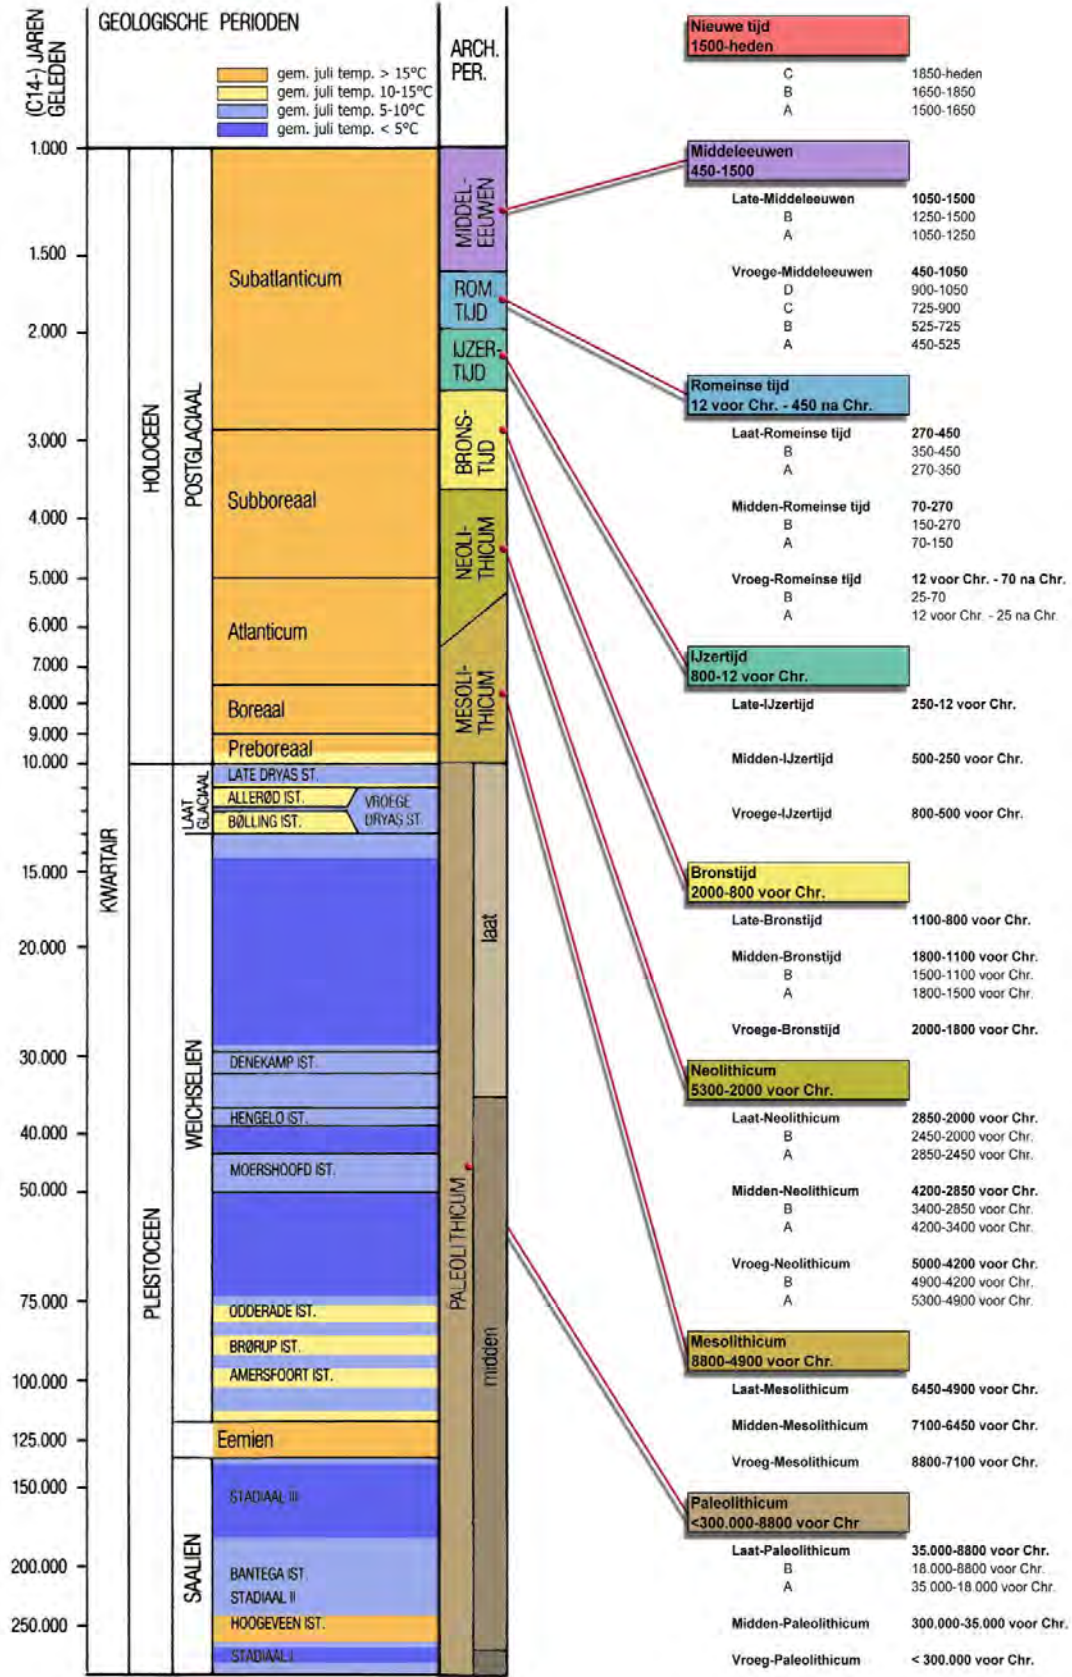 (C14-) JAREN
GELEDEN
GEOLOGISCHE PERIODEN
gem. juli temp. > 15°C
gem. juli temp. 10-15°C
gem. juli temp. 5-10°C
gem. juli temp. < 5°C
ARCH.
PER.
1.000
1.500
2.000
3.000
4.000
5.000
6.000
7.000
8.000
9.000
10.000
15.000
20.000
30.000
40.000
50.000
75.000
100.000
125.000
150.000
200.000
250.000
KWARTAIR
HOLOCEEN
PLEISTOCEEN
POSTGLACIAAL
LAAT
GLACIAAL
WEICHSELIEN
SAALIEN
Subatlanticum
Subboreaal
Atlanticum
Boreaal
Preboreaal
LATE DRYAS ST.
ALLERØD IST.
BØLLING IST.
VROEGE
DRYAS ST.
DENEKAMP IST.
HENGELO IST.
MOERSHOOFD IST.
ODDERADE IST.
BRØRUP IST.
AMERSFOORT IST.
Eemien
STADIAAL III
BANTEGA IST.
STADIAAL II
HOOGEVEEN IST.
STADIAAL I
MIDDEL-
EEUWEN
ROM.
TIJD
IJZER-
TIJD
BRONS-
TIJD
NEOLI-
THICUM
MESOLI-
THICUM
PALEOLITHICUM
laat
midden
Nieuwe tijd
1500-heden
C 1850-heden
B 1650-1850
A 1500-1650
Middeleeuwen
450-1500
Late-Middeleeuwen 1050-1500
B 1250-1500
A 1050-1250
Vroege-Middeleeuwen 450-1050
D 900-1050
C 725-900
B 525-725
A 450-525
Romeinse tijd
12 voor Chr. - 450 na Chr.
Laat-Romeinse tijd 270-450
B 350-450
A 270-350
Midden-Romeinse tijd 70-270
B 150-270
A 70-150
Vroeg-Romeinse tijd 12 voor Chr. - 70 na Chr.
B 25-70
A 12 voor Chr. - 25 na Chr.
IJzertijd
800-12 voor Chr.
Late-IJzertijd 250-12 voor Chr.
Midden-IJzertijd 500-250 voor Chr.
Vroege-IJzertijd 800-500 voor Chr.
Bronstijd
2000-800 voor Chr.
Late-Bronstijd 1100-800 voor Chr.
Midden-Bronstijd 1800-1100 voor Chr.
B 1500-1100 voor Chr.
A 1800-1500 voor Chr.
Vroege-Bronstijd 2000-1800 voor Chr.
Neolithicum
5300-2000 voor Chr.
Laat-Neolithicum 2850-2000 voor Chr.
B 2450-2000 voor Chr.
A 2850-2450 voor Chr.
Midden-Neolithicum 4200-2850 voor Chr.
B 3400-2850 voor Chr.
A 4200-3400 voor Chr.
Vroeg-Neolithicum 5000-4200 voor Chr.
B 4900-4200 voor Chr.
A 5300-4900 voor Chr.
Mesolithicum
8800-4900 voor Chr.
Laat-Mesolithicum 6450-4900 voor Chr.
Midden-Mesolithicum 7100-6450 voor Chr.
Vroeg-Mesolithicum 8800-7100 voor Chr.
Paleolithicum
<300.000-8800 voor Chr
Laat-Paleolithicum 35.000-8800 voor Chr.
B 18.000-8800 voor Chr.
A 35.000-18.000 voor Chr.
Midden-Paleolithicum 300.000-35.000 voor Chr.
Vroeg-Paleolithicum < 300.000 voor Chr.